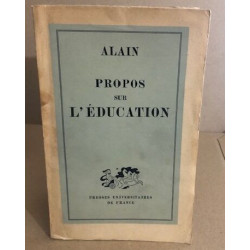 ALAIN
PROPOS
SUR
L'ÉDUCATION
PRESSES UNIVERSITAIRES
DE FRANCE